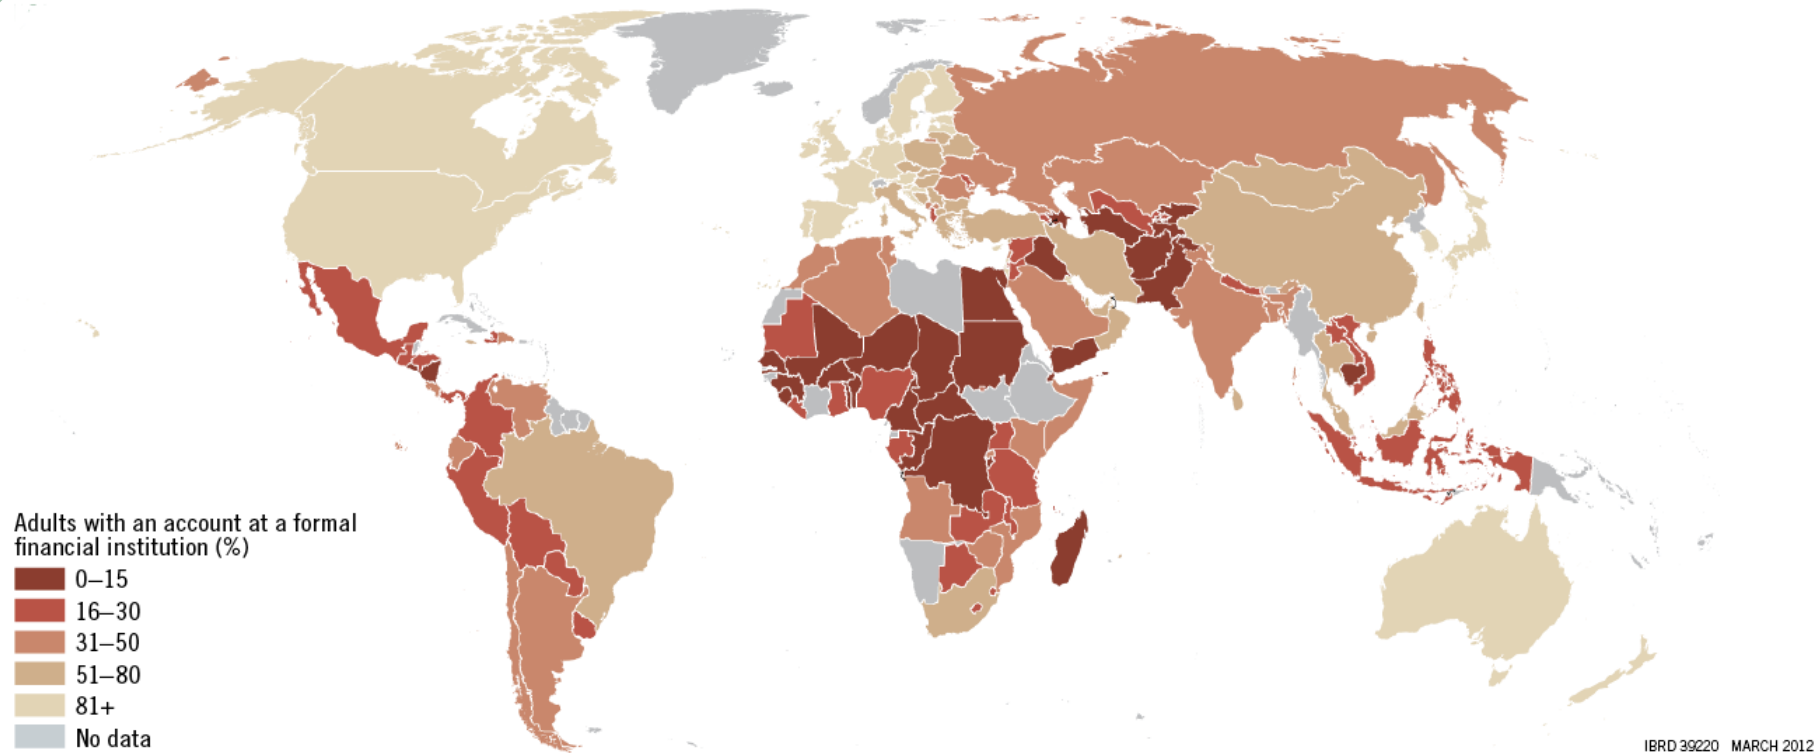 Adults with an account at a formal
financial institution (%)
0–15
16–30
31–50
51–80
81+
No data
IBRD 39220 MARCH 2012